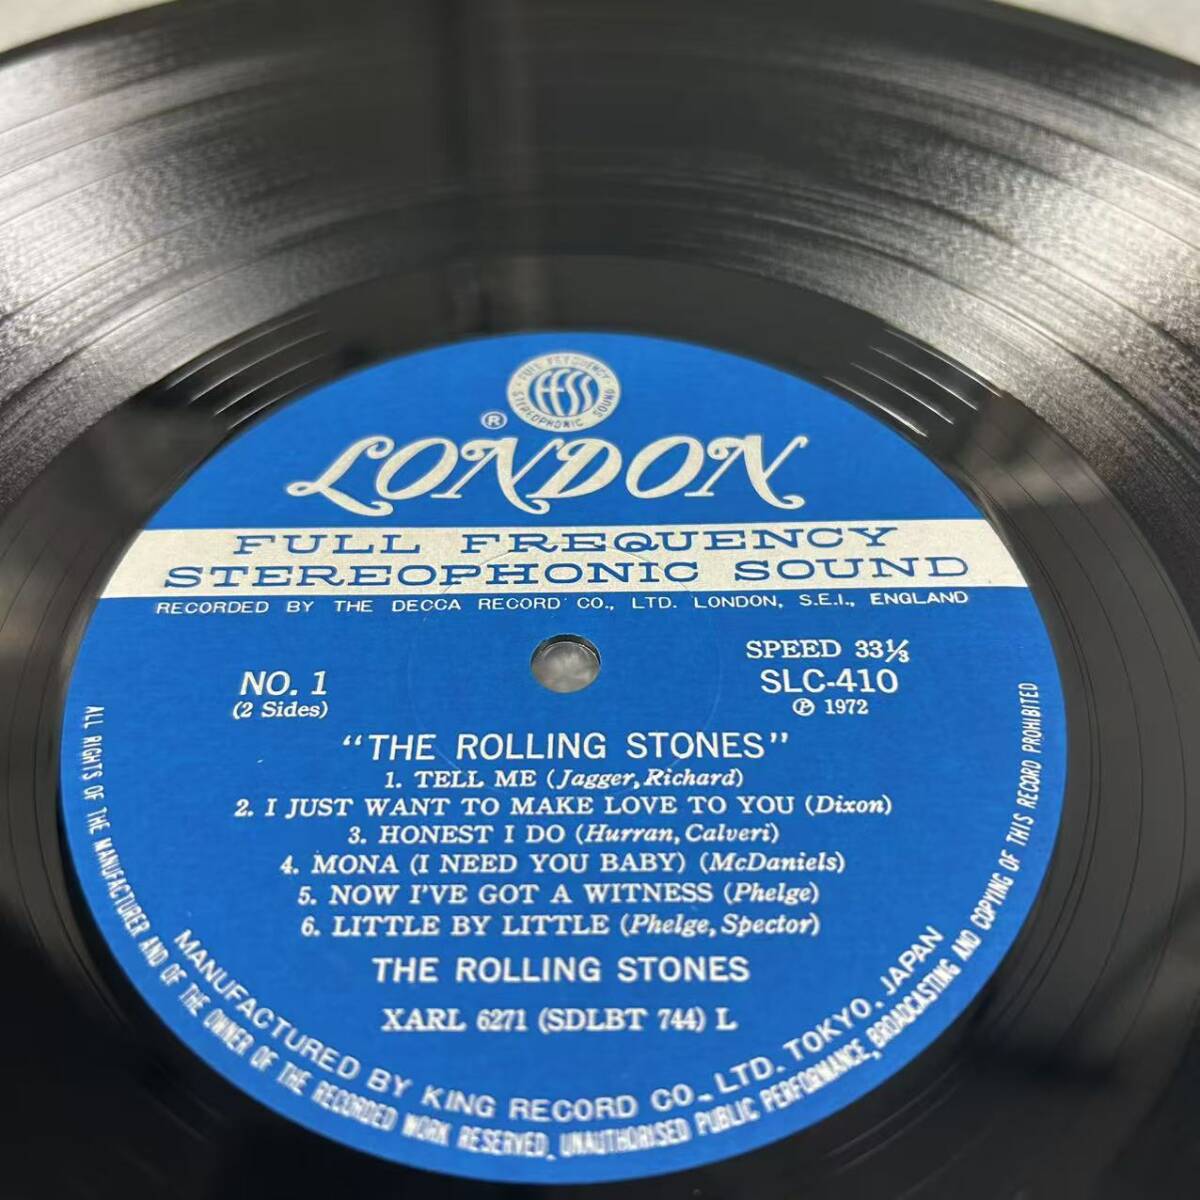 FULL FREQUENCY
FFSS
STEREOPHONIC SOUND
®
LONDON
FULL FREQUENCY
STEREOPHONIC SOUND
RECORDED BY THE DECCA RECORD CO., LTD. LONDON, S.E.I., ENGLAND
SPEED 33⅓
NO. 1
SLC-410
(2 Sides)
℗ 1972
"THE ROLLING STONES"
1. TELL ME (Jagger, Richard)
2. I JUST WANT TO MAKE LOVE TO YOU (Dixon)
3. HONEST I DO (Hurran, Calveri)
4. MONA (I NEED YOU BABY) (McDaniels)
5. NOW I'VE GOT A WITNESS (Phelge)
6. LITTLE BY LITTLE (Phelge, Spector)
THE ROLLING STONES
XARL 6271 (SDLBT 744) L
MANUFACTURED BY KING RECORD CO., LTD. TOKYO. JAPAN
ALL RIGHTS OF THE MANUFACTURER AND OF THE OWNER OF THE RECORDED WORK RESERVED, UNAUTHORISED PUBLIC PERFORMANCE, BROADCASTING AND COPYING OF THIS RECORD PROHIBITED